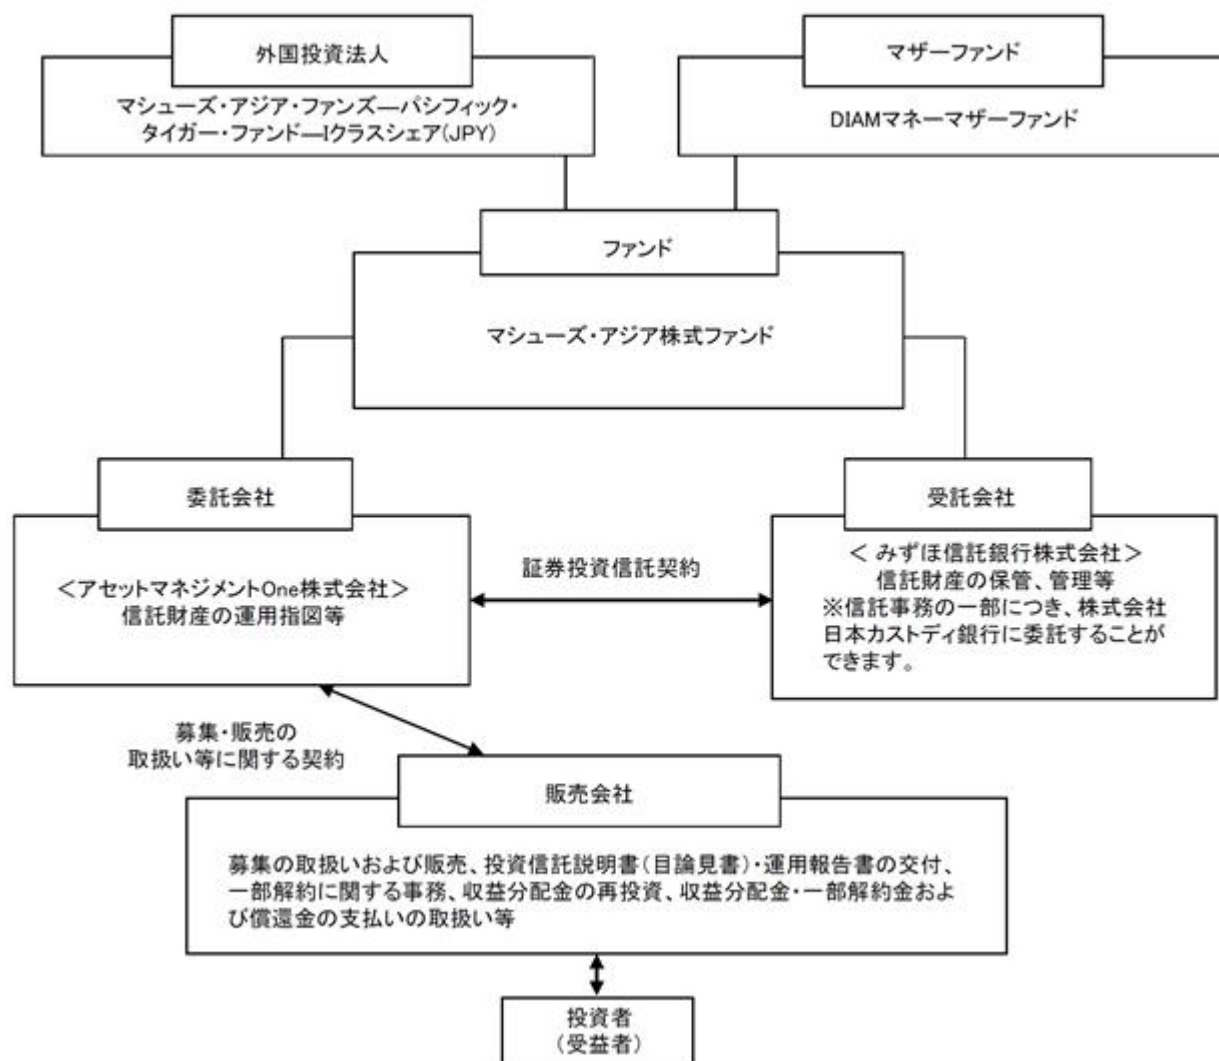 外国投資法人
マシューズ・アジア・ファンズ―パシフィック・
タイガー・ファンド―Iクラスシェア(JPY)
マザーファンド
DIAMマネーマザーファンド
ファンド
マシューズ・アジア株式ファンド
委託会社
<アセットマネジメントOne株式会社>
信託財産の運用指図等
証券投資信託契約
受託会社
< みずほ信託銀行株式会社>
信託財産の保管、管理等
※信託事務の一部につき、株式会社
日本カストディ銀行に委託することが
できます。
募集・販売の
取扱い等に関する契約
販売会社
募集の取扱いおよび販売、投資信託説明書(目論見書)・運用報告書の交付、
一部解約に関する事務、収益分配金の再投資、収益分配金・一部解約金およ
び償還金の支払いの取扱い等
投資者
(受益者)